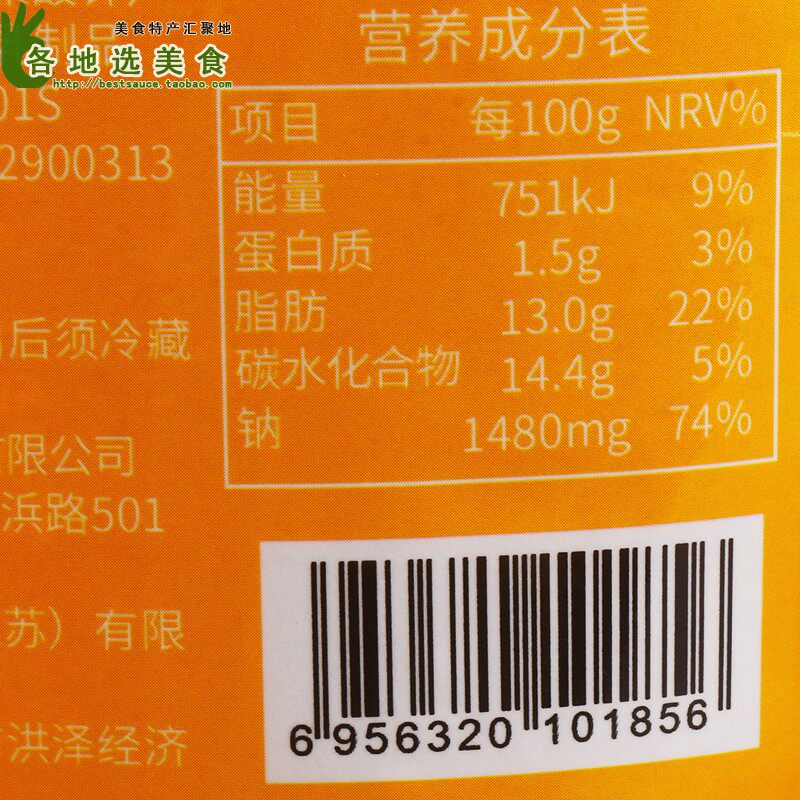 美食特产汇聚地
各地选美食
http://bestsauce.taobao.com
制品
01S
2900313
后须冷藏
有限公司
浜路501
苏）有限
洪泽经济
营养成分表
项目 每100g NRV%
能量 751kJ 9%
蛋白质 1.5g 3%
脂肪 13.0g 22%
碳水化合物 14.4g 5%
钠 1480mg 74%
6 956320 101856